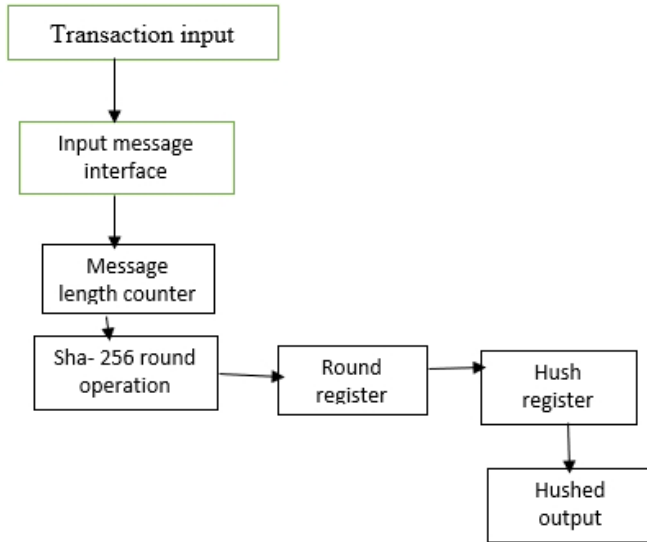 Transaction input
Input message
interface
Message
length counter
Sha- 256 round
operation
Round
register
Hush
register
Hushed
output